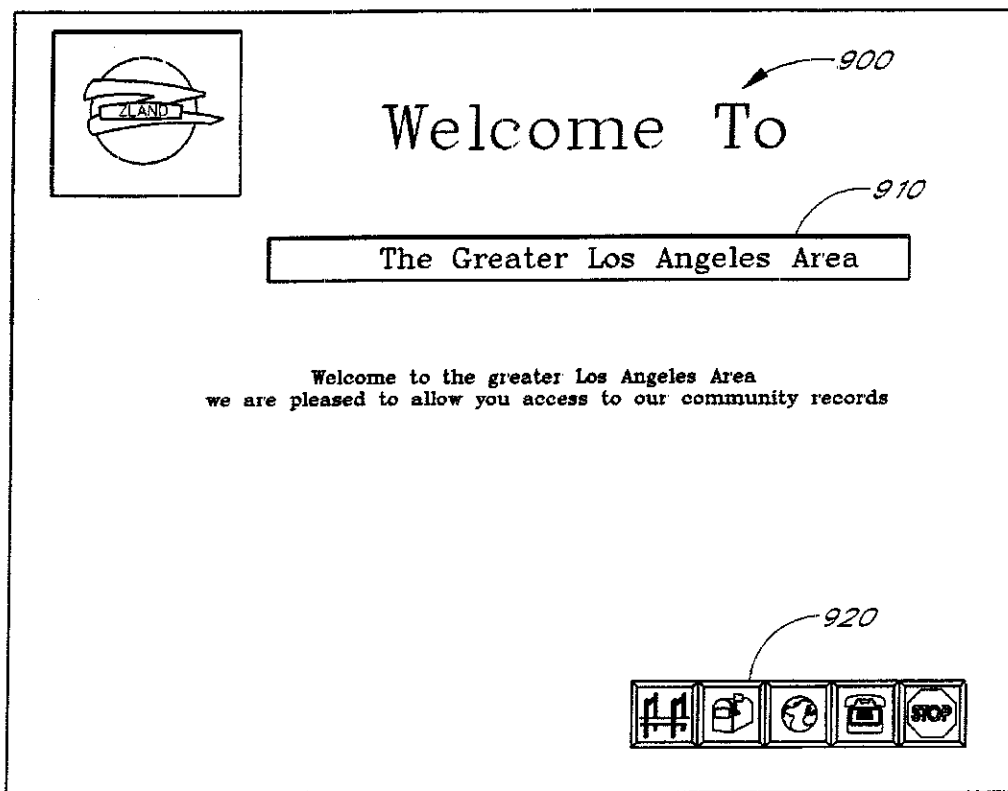 900
ZLAND
Welcome To
910
The Greater Los Angeles Area
Welcome to the greater Los Angeles Area
we are pleased to allow you access to our community records
920
STOP